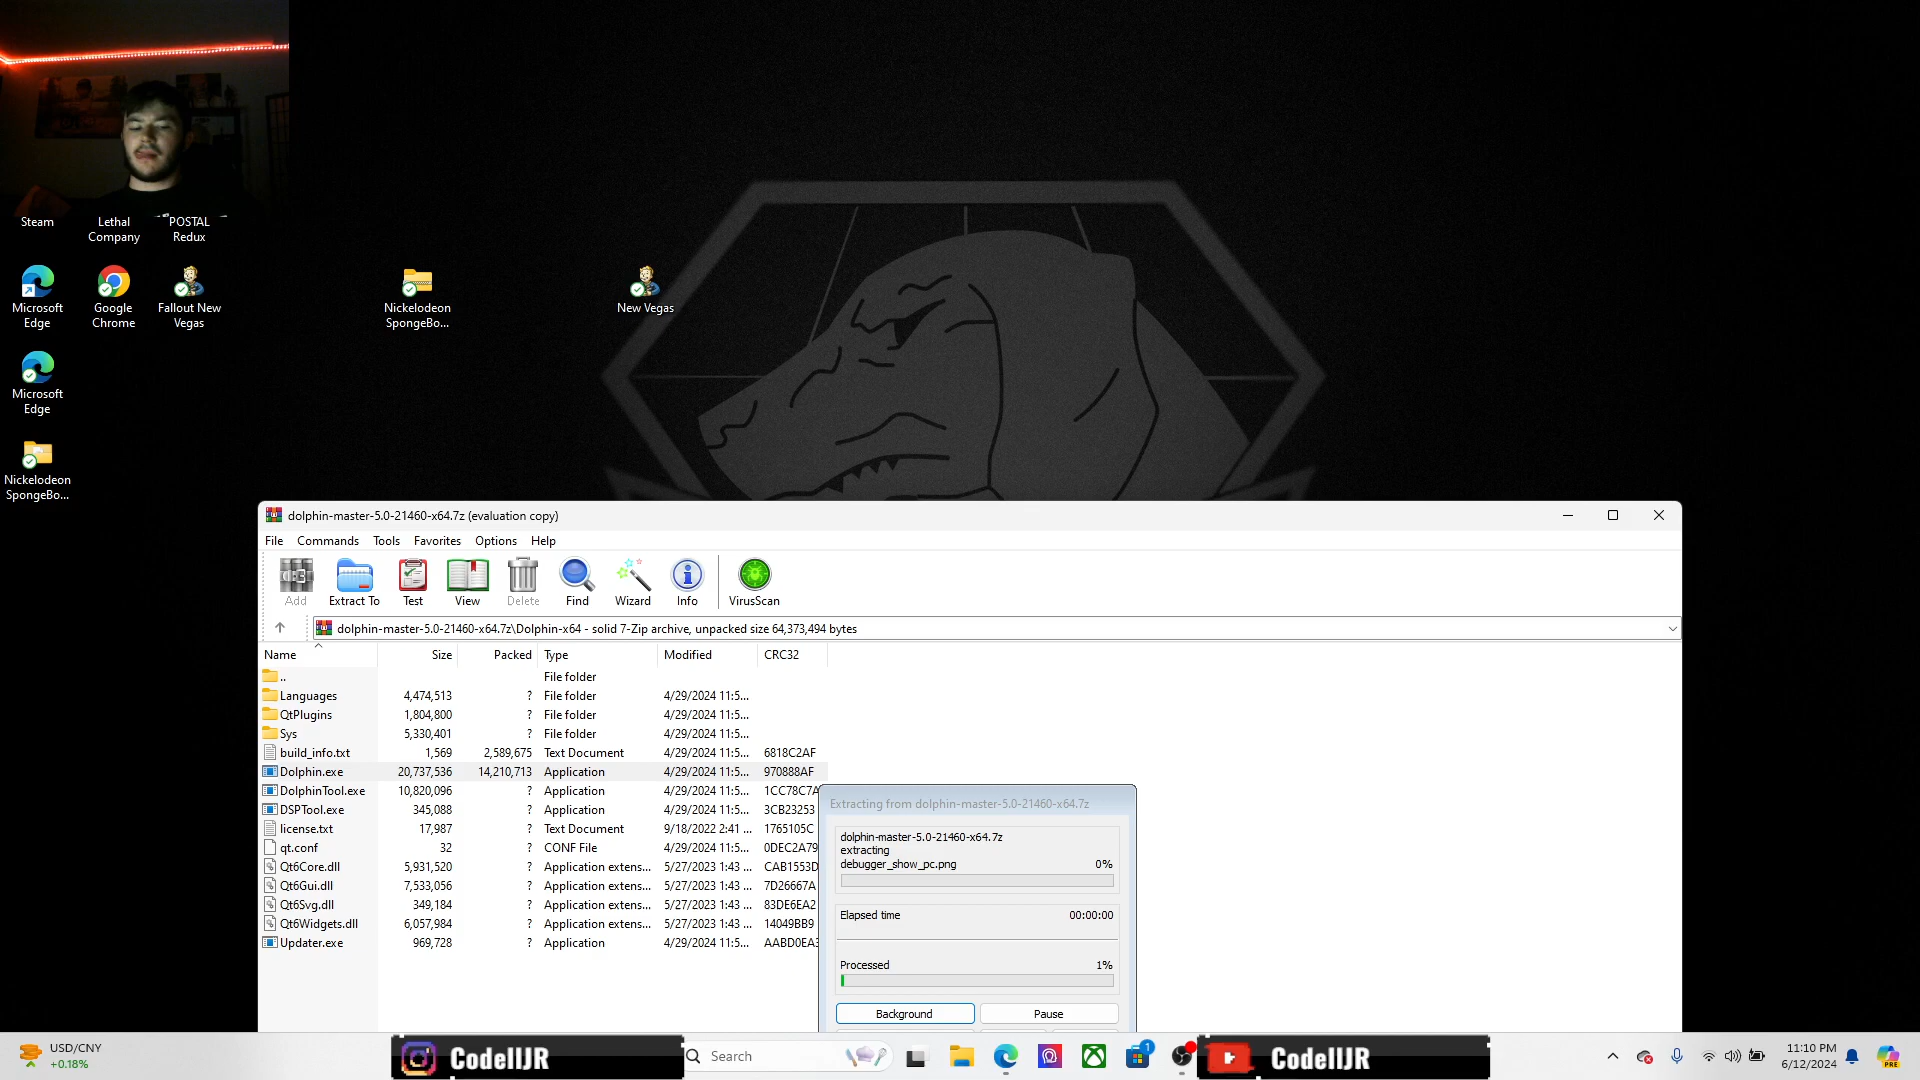 Steam
Lethal Company
POSTAL Redux
Microsoft Edge
Google Chrome
Fallout New Vegas
Nickelodeon SpongeBo...
New Vegas
Microsoft Edge
Nickelodeon SpongeBo...
dolphin-master-5.0-21460-x64.7z (evaluation copy)
File Commands Tools Favorites Options Help
Add Extract To Test View Delete Find Wizard Info VirusScan
dolphin-master-5.0-21460-x64.7z\Dolphin-x64 - solid 7-Zip archive, unpacked size 64,373,494 bytes
Name Size Packed Type Modified CRC32
.. File folder
Languages 4,474,513 ? File folder 4/29/2024 11:5...
QtPlugins 1,804,800 ? File folder 4/29/2024 11:5...
Sys 5,330,401 ? File folder 4/29/2024 11:5...
build_info.txt 1,569 2,589,675 Text Document 4/29/2024 11:5... 6818C2AF
Dolphin.exe 20,737,536 14,210,713 Application 4/29/2024 11:5... 970888AF
DolphinTool.exe 10,820,096 ? Application 4/29/2024 11:5... 1CC78C7A
DSPTool.exe 345,088 ? Application 4/29/2024 11:5... 3CB23253
license.txt 17,987 ? Text Document 9/18/2022 2:41 ... 1765105C
qt.conf 32 ? CONF File 4/29/2024 11:5... 0DEC2A79
Qt6Core.dll 5,931,520 ? Application extens... 5/27/2023 1:43 ... CAB1553D
Qt6Gui.dll 7,533,056 ? Application extens... 5/27/2023 1:43 ... 7D26667A
Qt6Svg.dll 349,184 ? Application extens... 5/27/2023 1:43 ... 83DE6EA2
Qt6Widgets.dll 6,057,984 ? Application extens... 5/27/2023 1:43 ... 14049BB9
Updater.exe 969,728 ? Application 4/29/2024 11:5... AABD0EA3
Extracting from dolphin-master-5.0-21460-x64.7z
dolphin-master-5.0-21460-x64.7z
extracting
debugger_show_pc.png 0%
Elapsed time 00:00:00
Processed 1%
Background Pause
USD/CNY
+0.18%
CodeIIJR
Search
1
CodeIIJR
11:10 PM
6/12/2024
PRE